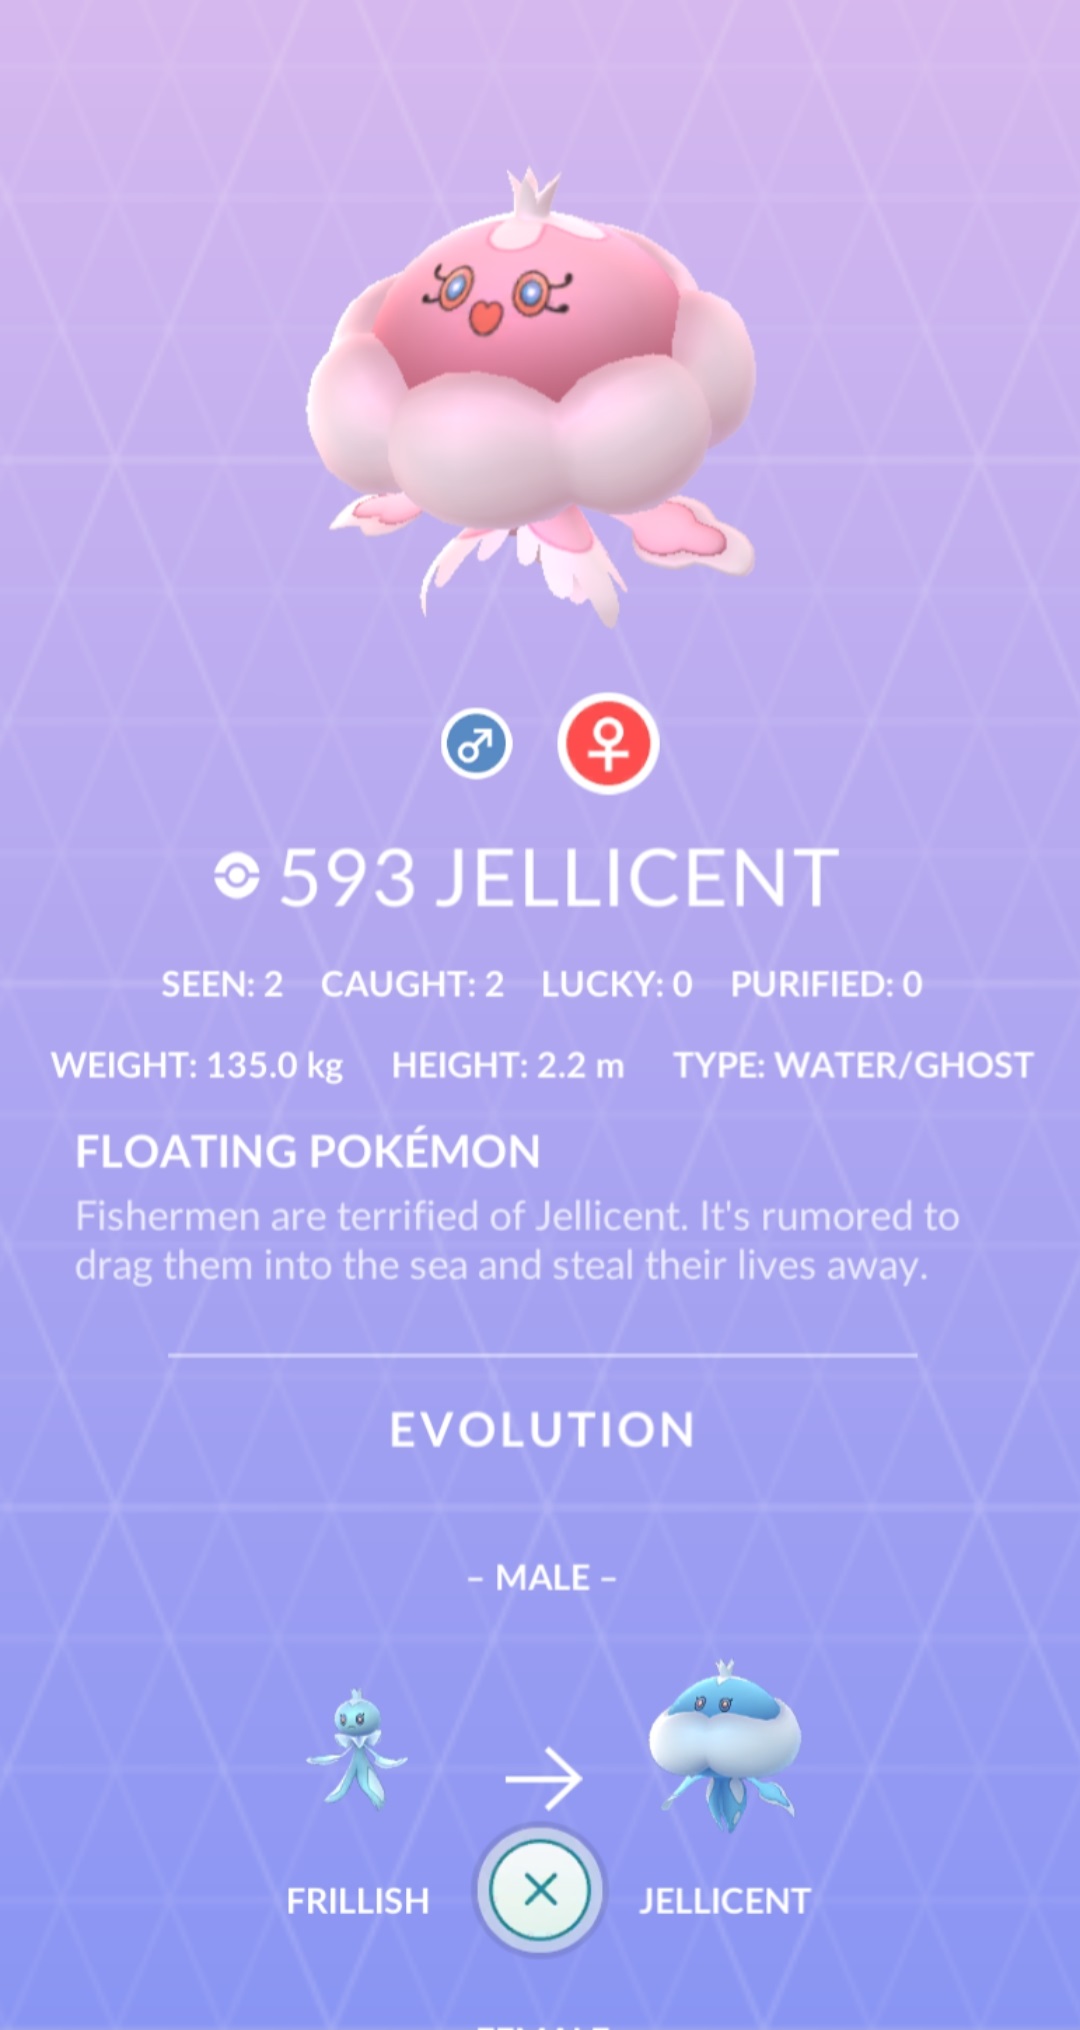 593 JELLICENT
SEEN: 2 CAUGHT: 2 LUCKY: 0 PURIFIED: 0
WEIGHT: 135.0 kg HEIGHT: 2.2 m TYPE: WATER/GHOST
FLOATING POKÉMON
Fishermen are terrified of Jellicent. It's rumored to
drag them into the sea and steal their lives away.
EVOLUTION
– MALE –
FRILLISH JELLICENT